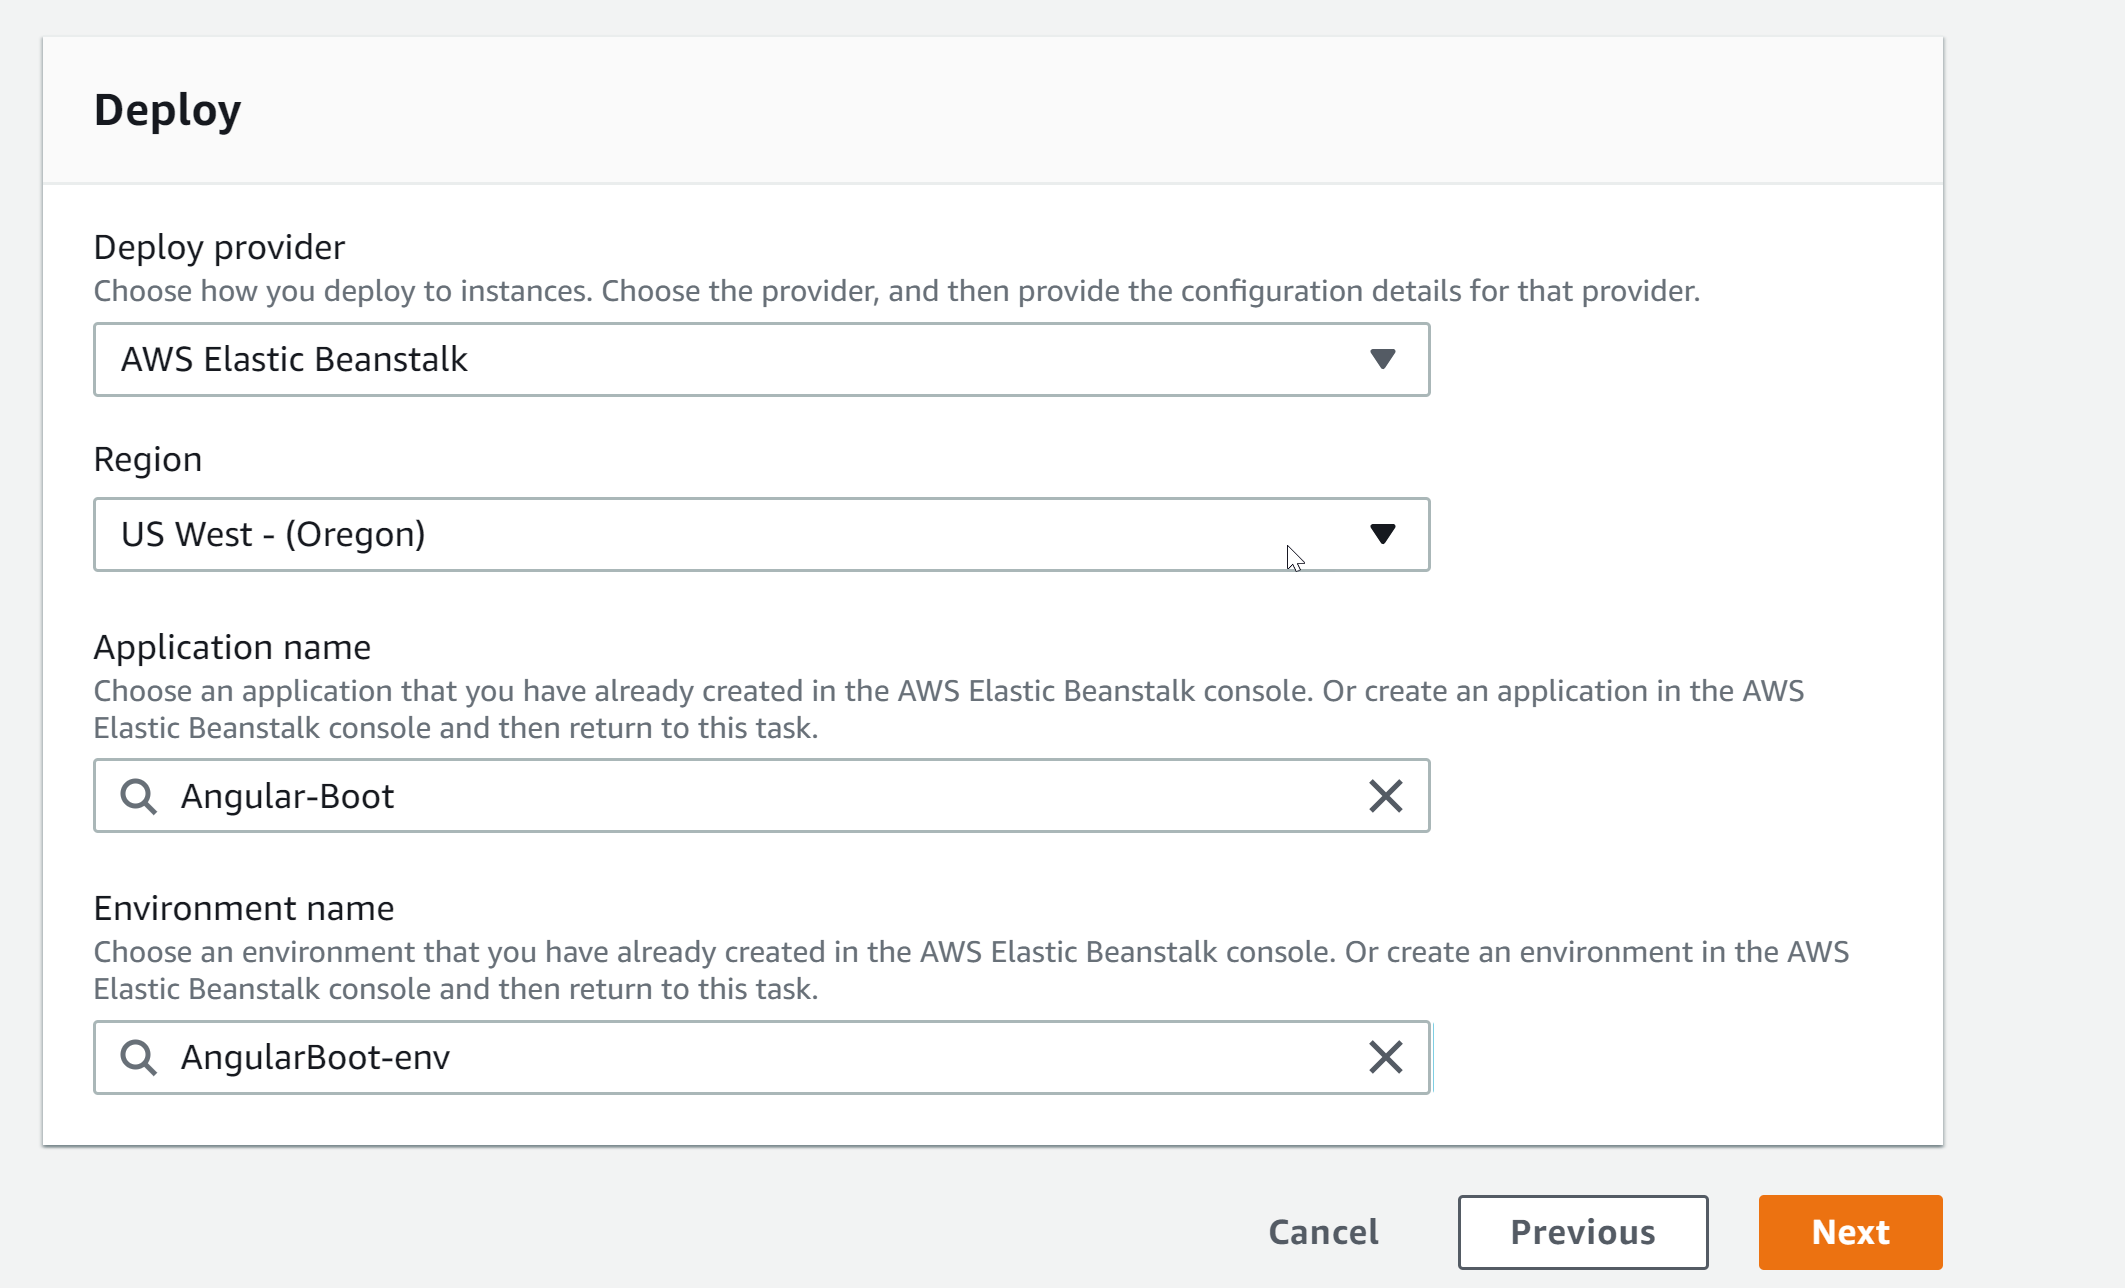 Deploy
Deploy provider
Choose how you deploy to instances. Choose the provider, and then provide the configuration details for that provider.
AWS Elastic Beanstalk
Region
US West - (Oregon)
Application name
Choose an application that you have already created in the AWS Elastic Beanstalk console. Or create an application in the AWS
Elastic Beanstalk console and then return to this task.
Angular-Boot
Environment name
Choose an environment that you have already created in the AWS Elastic Beanstalk console. Or create an environment in the AWS
Elastic Beanstalk console and then return to this task.
AngularBoot-env
Cancel Previous Next